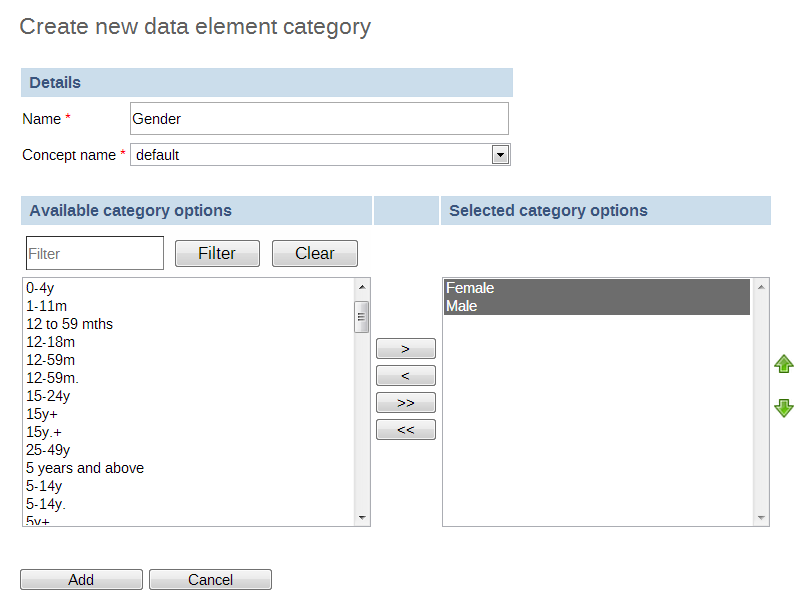 Create new data element category
Details
Name *
Gender
Concept name *
default
Available category options
Selected category options
Filter
Filter
Clear
0-4y
1-11m
12 to 59 mths
12-18m
12-59m
12-59m.
15-24y
15y+
15y.+
25-49y
5 years and above
5-14y
5-14y.
5y+
>
<
>>
<<
Female
Male
Add
Cancel